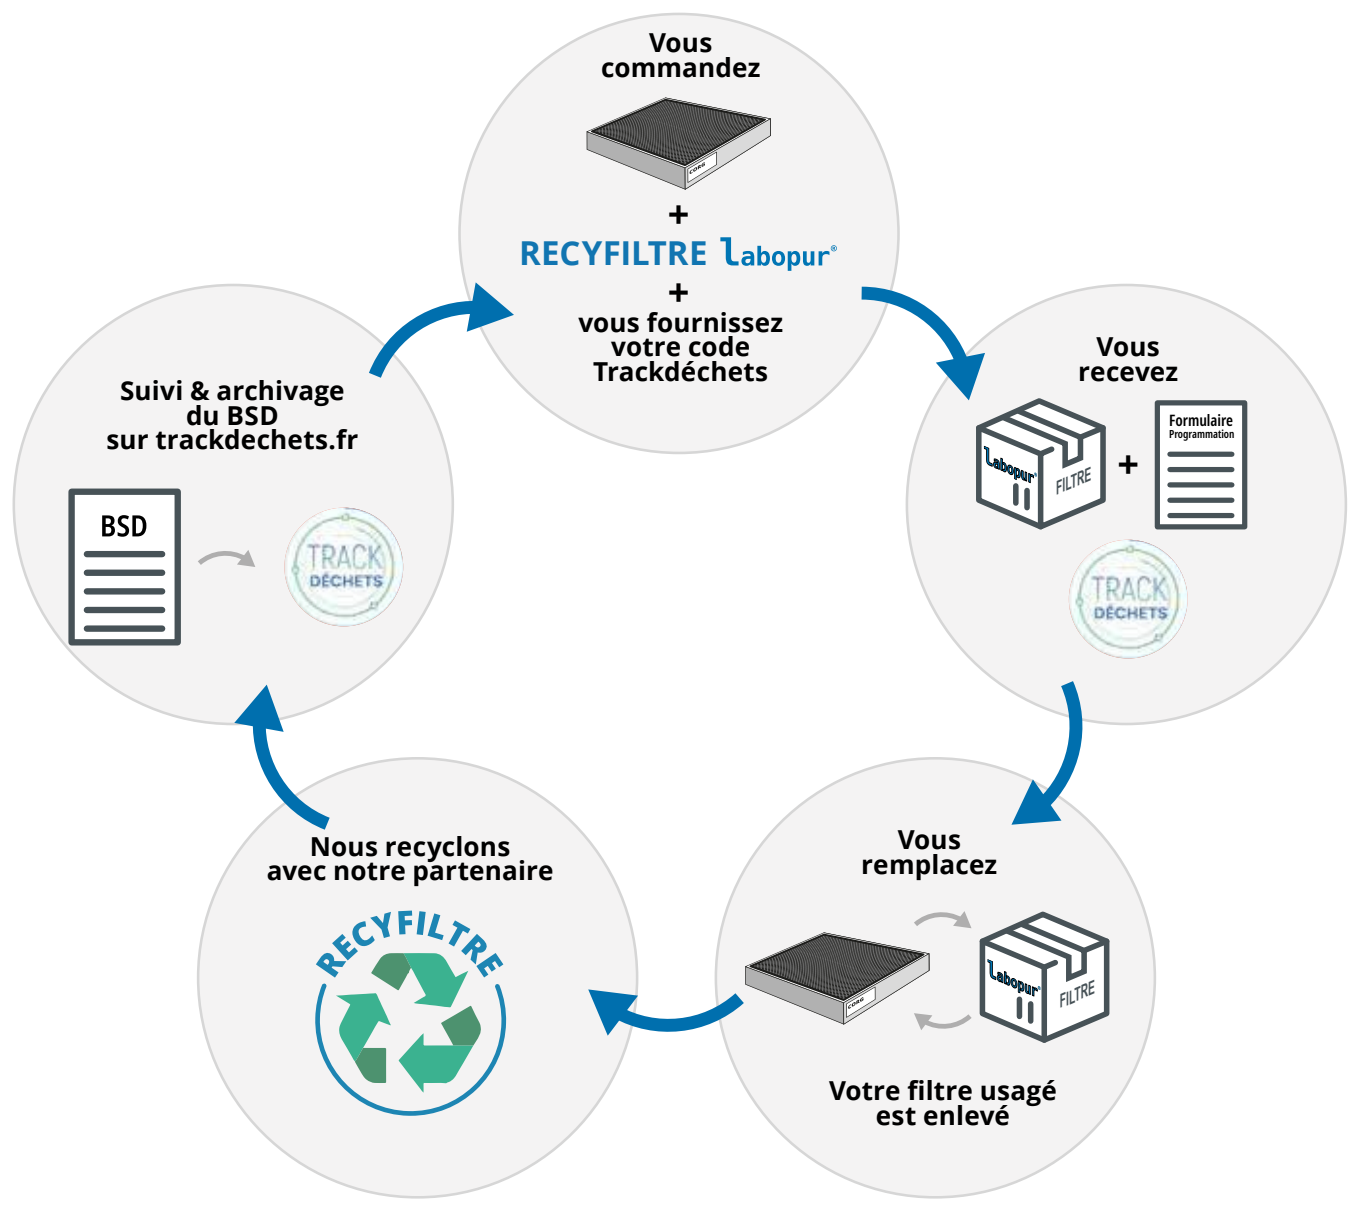 Vous
commandez
CORG
+
RECYFILTRE Labopur®
+
vous fournissez
votre code
Trackdéchets
Vous
recevez
Labopur®
FILTRE
+
Formulaire
Programmation
TRACK
DÉCHETS
Vous
remplacez
CORG
Labopur®
FILTRE
Votre filtre usagé
est enlevé
Nous recyclons
avec notre partenaire
RECYFILTRE
Suivi & archivage
du BSD
sur trackdechets.fr
BSD
TRACK
DÉCHETS